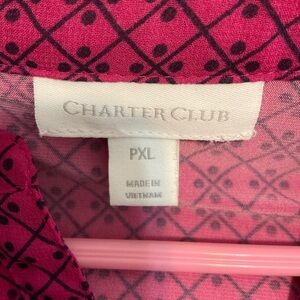 CHARTER CLUB
PXL
MADE IN
VIETNAM